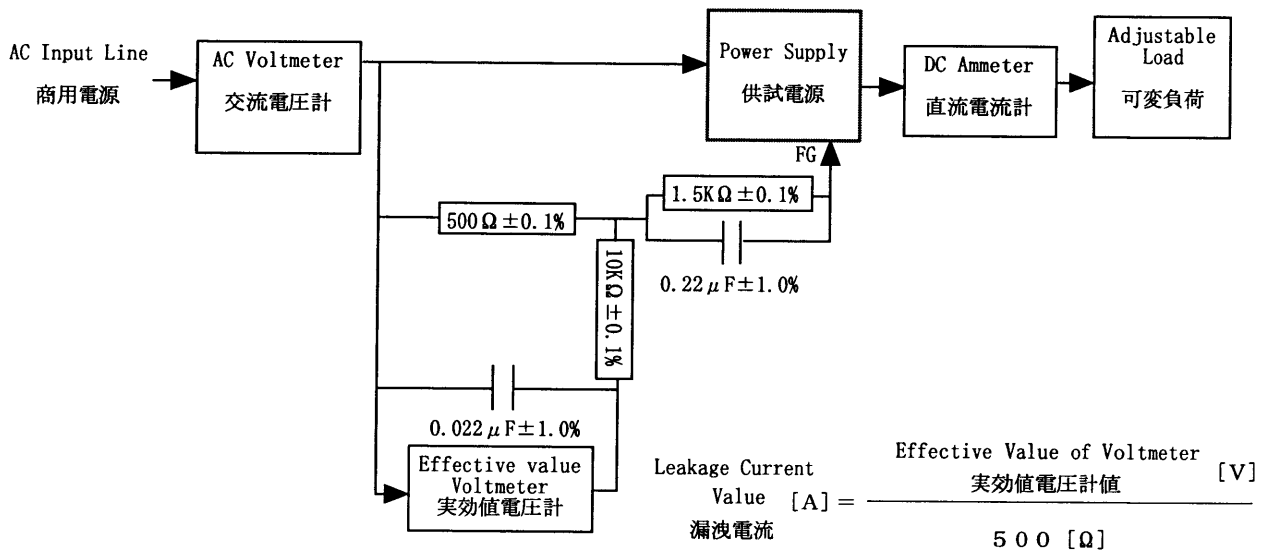 AC Input Line
商用電源
AC Voltmeter
交流電圧計
Power Supply
供試電源
DC Ammeter
直流電流計
Adjustable
Load
可変負荷
FG
1.5KΩ±0.1%
500Ω±0.1%
0.22μF±1.0%
10KΩ±0.1%
0.022μF±1.0%
Effective value
Voltmeter
実効値電圧計
Leakage Current
Value [A]=
漏洩電流
Effective Value of Voltmeter
実効値電圧計値 [V]
500 [Ω]